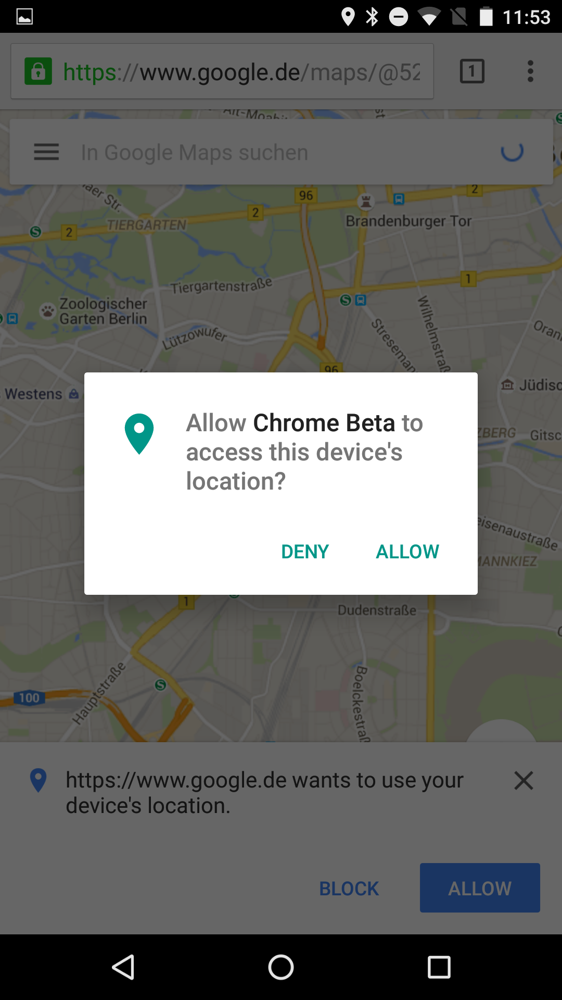 11:53
https://www.google.de/maps/@52
1
Alt-Moabit
In Google Maps suchen
96
2
2
Brandenburger Tor
TIERGARTEN
2
1
Tiergartenstraße
Zoologischer
Garten Berlin
Lützowufer
Streseman
Wilhelmstraß
Oran
96
Westens
Jüdisc
Allow Chrome Beta to
access this device's
location?
ZBERG
Gitsc
DENY
ALLOW
eisenaustraße
MANNKIEZ
1
Dudenstraße
Hauptstraße
100
Boelckestraß
https://www.google.de wants to use your
device's location.
BLOCK
ALLOW